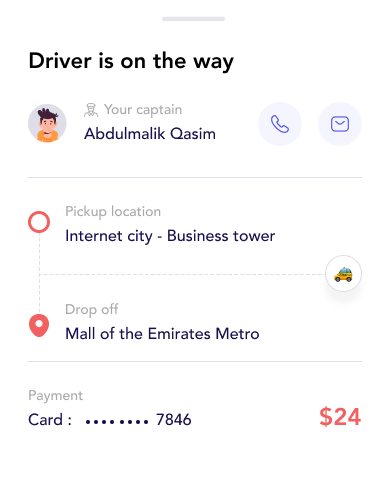 Driver is on the way
Your captain
Abdulmalik Qasim
Pickup location
Internet city - Business tower
Drop off
Mall of the Emirates Metro
Payment
Card : •••••••• 7846
$24